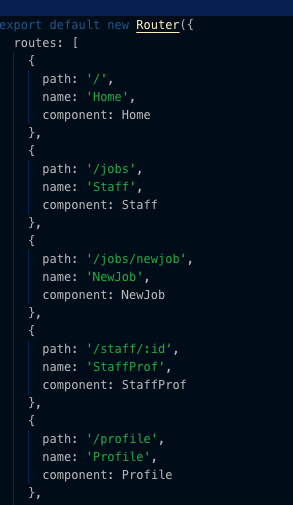 export default new Router({
routes: [
{
path: '/',
name: 'Home',
component: Home
},
{
path: '/jobs',
name: 'Staff',
component: Staff
},
{
path: '/jobs/newjob',
name: 'NewJob',
component: NewJob
},
{
path: '/staff/:id',
name: 'StaffProf',
component: StaffProf
},
{
path: '/profile',
name: 'Profile',
component: Profile
},